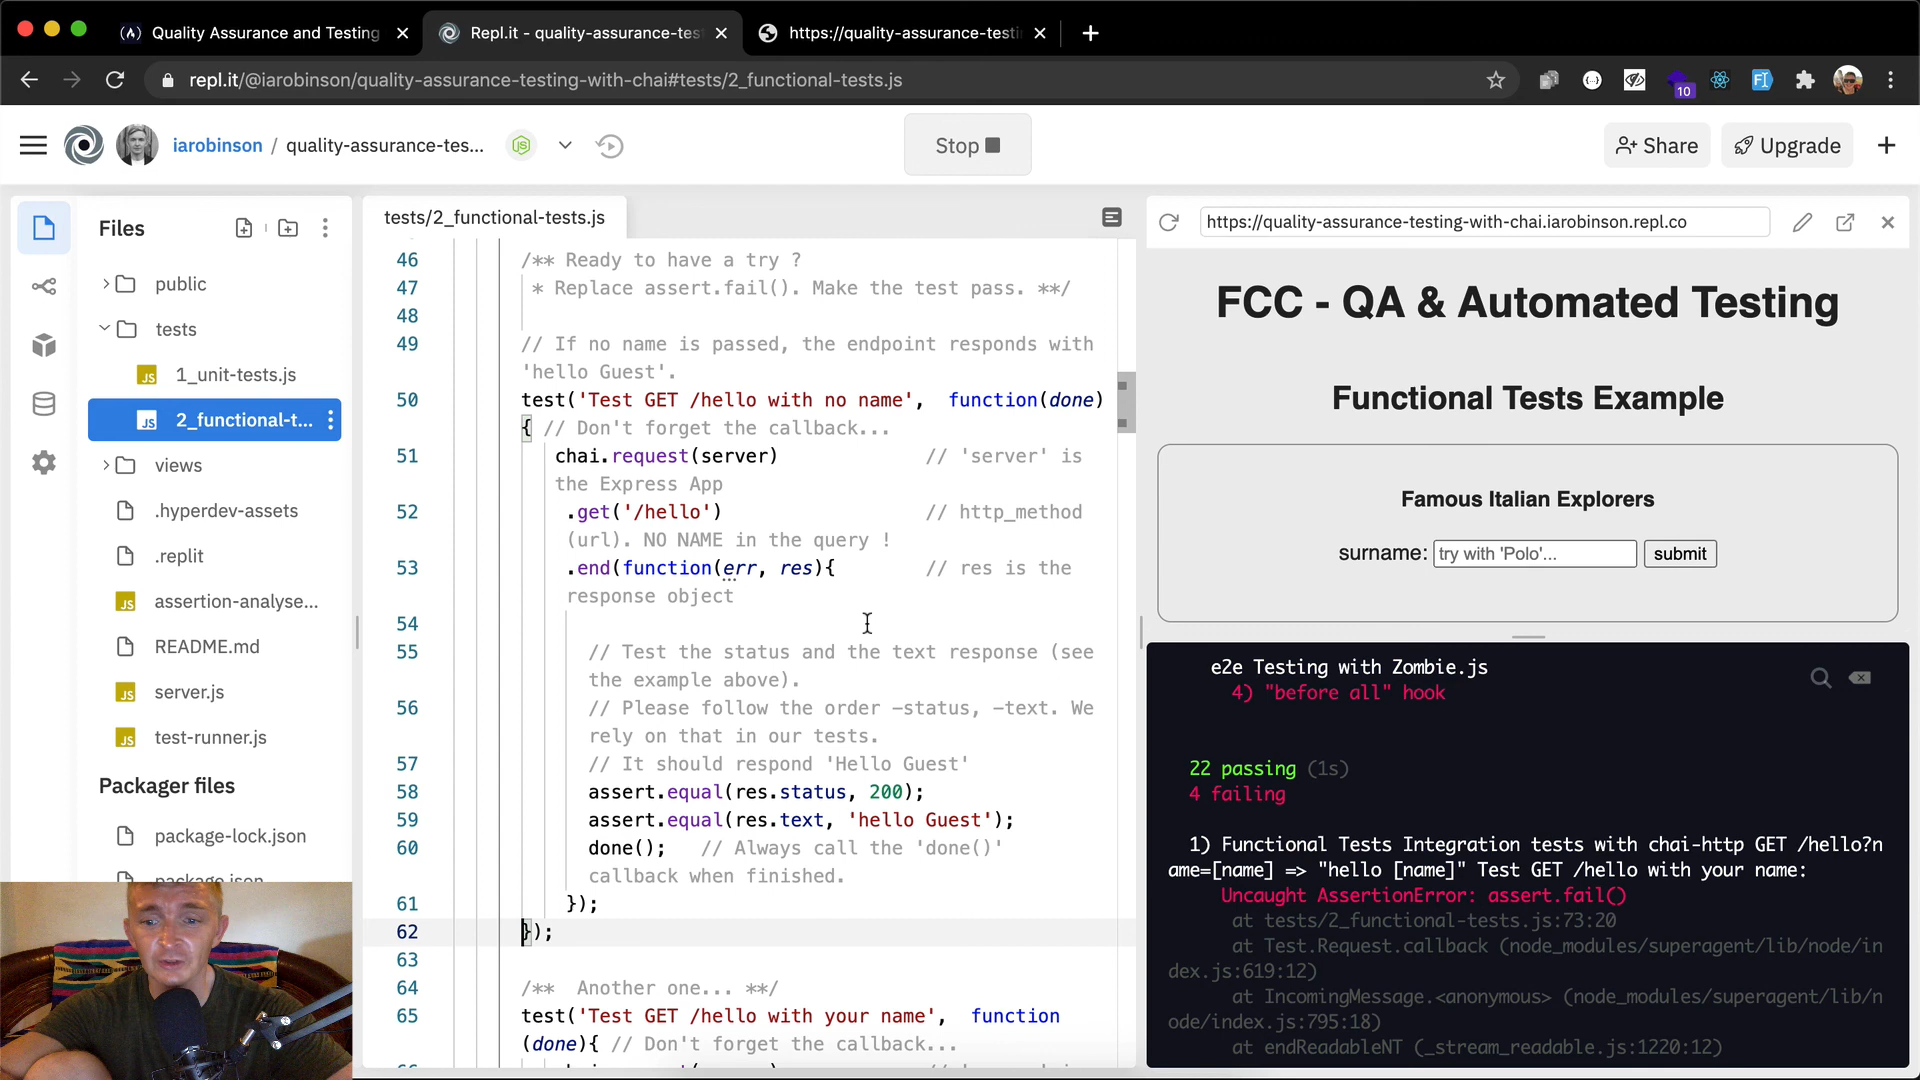 Quality Assurance and Testing
Repl.it - quality-assurance-tes
https://quality-assurance-testi
repl.it/@iarobinson/quality-assurance-testing-with-chai#tests/2_functional-tests.js
10
iarobinson / quality-assurance-tes...
Stop
Share
Upgrade
Files
public
tests
1_unit-tests.js
2_functional-t...
views
.hyperdev-assets
.replit
assertion-analyse...
README.md
server.js
test-runner.js
Packager files
package-lock.json
package.json
tests/2_functional-tests.js
46 /** Ready to have a try ?
47 * Replace assert.fail(). Make the test pass. **/
48
49 // If no name is passed, the endpoint responds with
'hello Guest'.
50 test('Test GET /hello with no name', function(done)
{ // Don't forget the callback...
51 chai.request(server) // 'server' is
the Express App
52 .get('/hello') // http_method
(url). NO NAME in the query !
53 .end(function(err, res){ // res is the
response object
54
55 // Test the status and the text response (see
the example above).
56 // Please follow the order -status, -text. We
rely on that in our tests.
57 // It should respond 'Hello Guest'
58 assert.equal(res.status, 200);
59 assert.equal(res.text, 'hello Guest');
60 done(); // Always call the 'done()'
callback when finished.
61 });
62 });
63
64 /** Another one... **/
65 test('Test GET /hello with your name', function
(done){ // Don't forget the callback...
https://quality-assurance-testing-with-chai.iarobinson.repl.co
FCC - QA & Automated Testing
Functional Tests Example
Famous Italian Explorers
surname: try with 'Polo'... submit
e2e Testing with Zombie.js
4) "before all" hook
22 passing (1s)
4 failing
1) Functional Tests Integration tests with chai-http GET /hello?n
ame=[name] => "hello [name]" Test GET /hello with your name:
Uncaught AssertionError: assert.fail()
at tests/2_functional-tests.js:73:20
at Test.Request.callback (node_modules/superagent/lib/node/in
dex.js:619:12)
at IncomingMessage.<anonymous> (node_modules/superagent/lib/n
ode/index.js:795:18)
at endReadableNT (_stream_readable.js:1220:12)